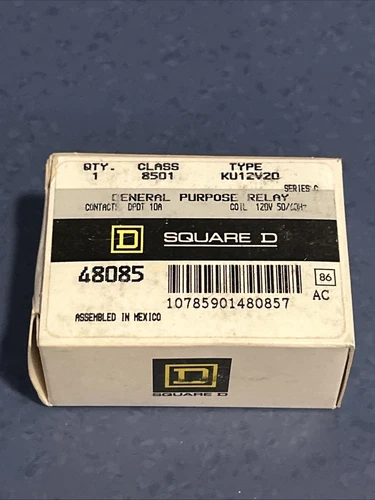 QTY. CLASS TYPE
1 8501 KU12V20
SERIES C
GENERAL PURPOSE RELAY
CONTACT: DPDT 10A COIL 120V 50/60Hz
D SQUARE D
48085
10785901480857
86
AC
ASSEMBLED IN MEXICO
D
SQUARE D